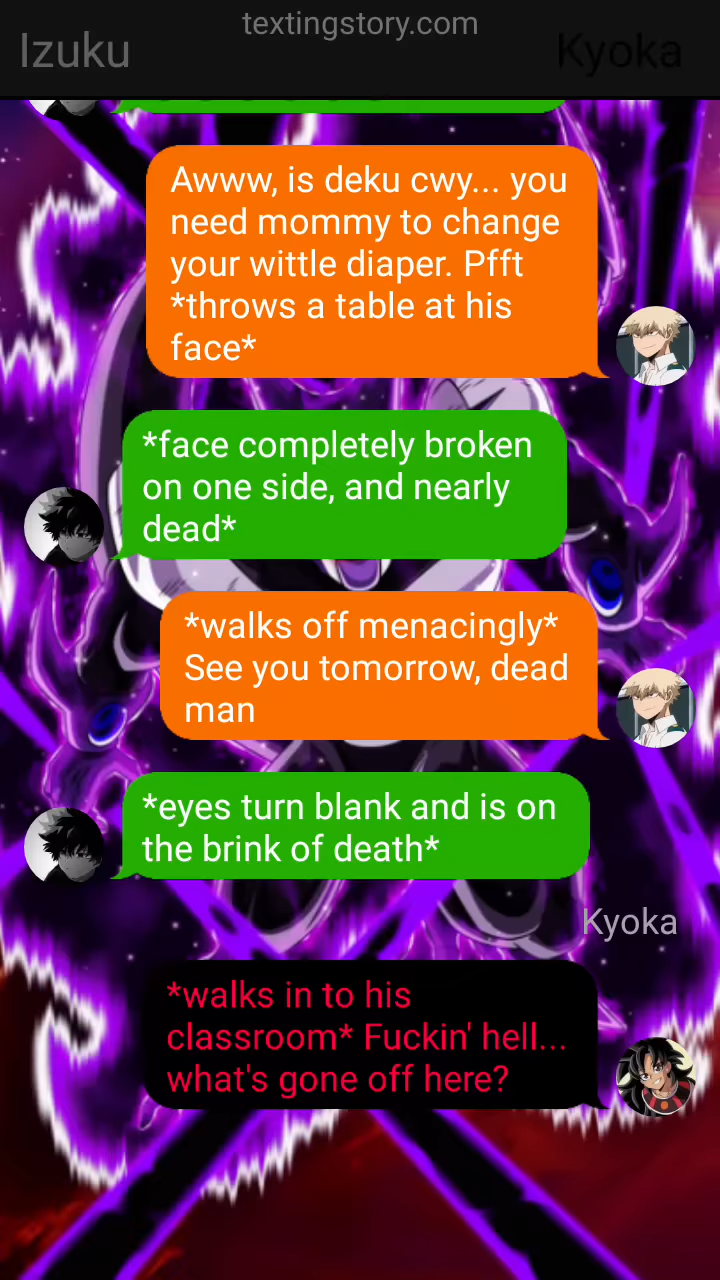 textingstory.com
Izuku
Kyoka
Awww, is deku cwy... you
need mommy to change
your wittle diaper. Pfft
*throws a table at his
face*
*face completely broken
on one side, and nearly
dead*
*walks off menacingly*
See you tomorrow, dead
man
*eyes turn blank and is on
the brink of death*
Kyoka
*walks in to his
classroom* Fuckin' hell...
what's gone off here?